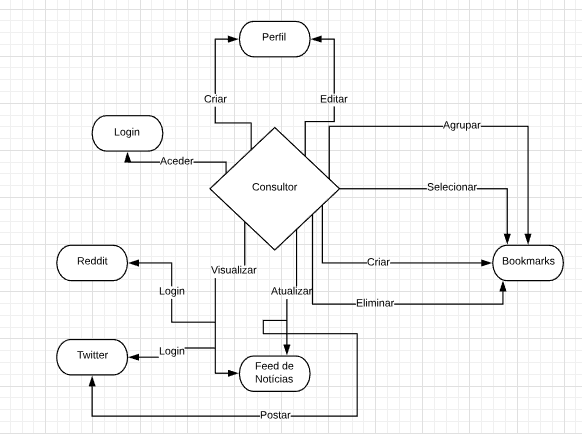 Perfil
Criar
Editar
Login
Agrupar
Aceder
Consultor
Selecionar
Reddit
Visualizar
Criar
Bookmarks
Login
Atualizar
Eliminar
Twitter
Login
Feed de
Notícias
Postar